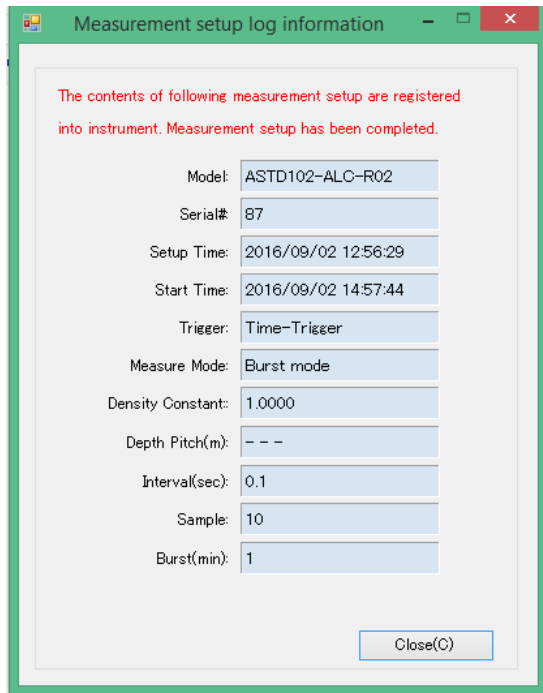 Measurement setup log information
The contents of following measurement setup are registered
into instrument. Measurement setup has been completed.
Model: ASTD102-ALC-R02
Serial#: 87
Setup Time: 2016/09/02 12:56:29
Start Time: 2016/09/02 14:57:44
Trigger: Time-Trigger
Measure Mode: Burst mode
Density Constant:: 1.0000
Depth Pitch(m): - - -
Interval(sec): 0.1
Sample: 10
Burst(min): 1
Close(C)